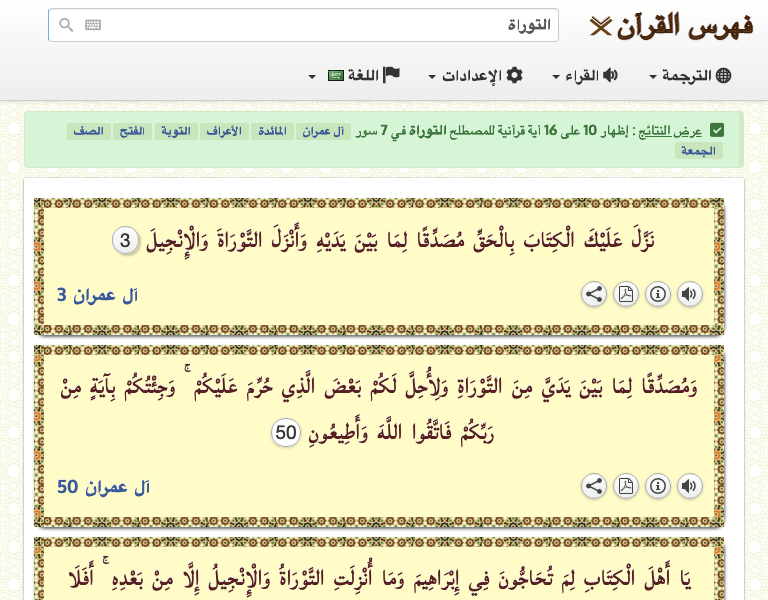 فهرس القرآن
التوراة
الترجمة القراء الإعدادات اللغة
عرض النتائج : إظهار 10 على 16 آية قرآنية للمصطلح التوراة في 7 سور آل عمران المائدة الأعراف التوبة الفتح الصف
الجمعة
نَزَّلَ عَلَيْكَ الْكِتَابَ بِالْحَقِّ مُصَدِّقًا لِمَا بَيْنَ يَدَيْهِ وَأَنْزَلَ التَّوْرَاةَ وَالْإِنْجِيلَ 3
آل عمران 3
وَمُصَدِّقًا لِمَا بَيْنَ يَدَيَّ مِنَ التَّوْرَاةِ وَلِأُحِلَّ لَكُمْ بَعْضَ الَّذِي حُرِّمَ عَلَيْكُمْ ۚ وَجِئْتُكُمْ بِآيَةٍ مِنْ
رَبِّكُمْ فَاتَّقُوا اللَّهَ وَأَطِيعُونِ 50
آل عمران 50
يَا أَهْلَ الْكِتَابِ لِمَ تُحَاجُّونَ فِي إِبْرَاهِيمَ وَمَا أُنْزِلَتِ التَّوْرَاةُ وَالْإِنْجِيلُ إِلَّا مِنْ بَعْدِهِ ۚ أَفَلَا